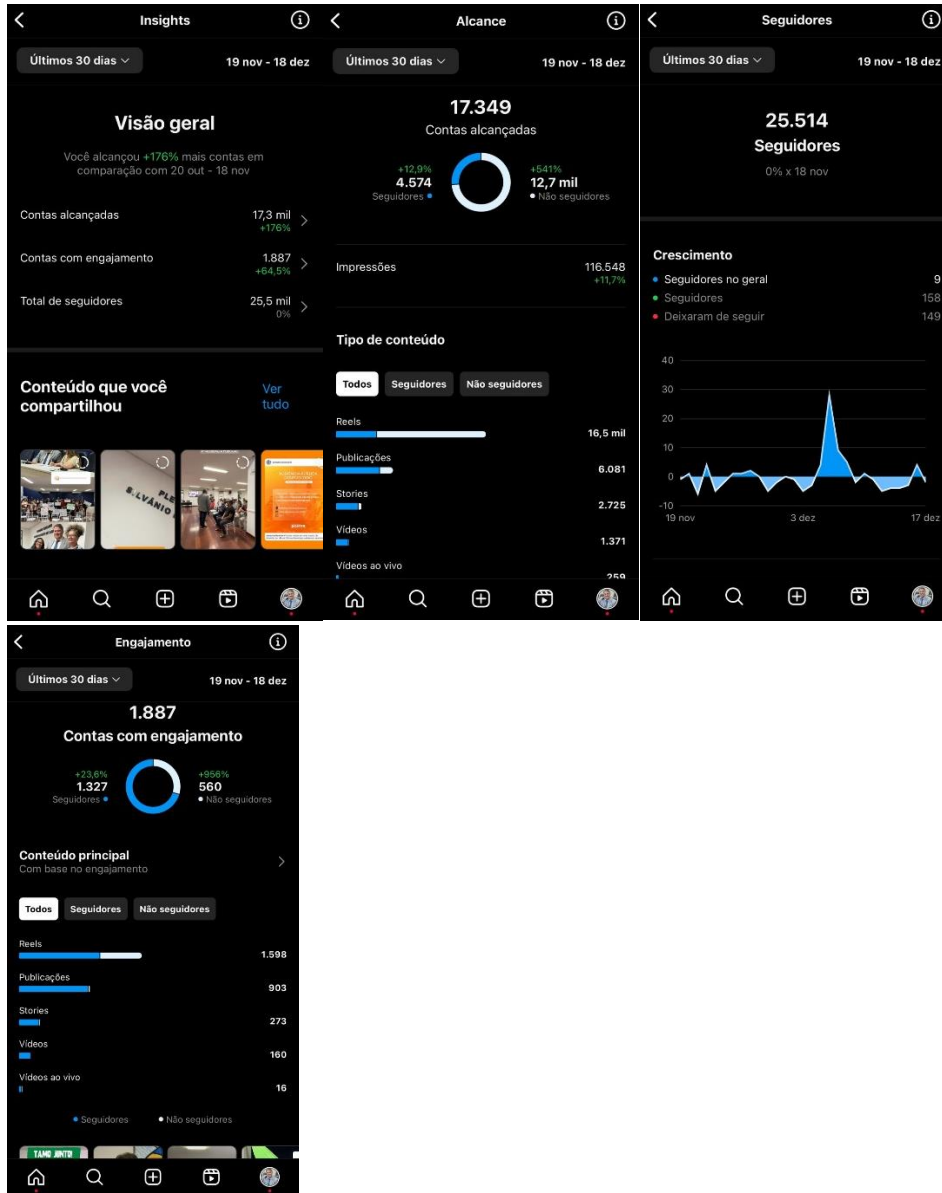 Insights
Últimos 30 dias
19 nov - 18 dez
Visão geral
Você alcançou +176% mais contas em
comparação com 20 out - 18 nov
Contas alcançadas
17,3 mil
+176%
Contas com engajamento
1.887
+64,5%
Total de seguidores
25,5 mil
0%
Conteúdo que você
compartilhou
Ver
tudo
Alcance
Últimos 30 dias
19 nov - 18 dez
17.349
Contas alcançadas
+12,9%
4.574
Seguidores
+541%
12,7 mil
Não seguidores
Impressões
116.548
+11,7%
Tipo de conteúdo
Todos
Seguidores
Não seguidores
Reels
16,5 mil
Publicações
6.081
Stories
2.725
Vídeos
1.371
Vídeos ao vivo
259
Seguidores
Últimos 30 dias
19 nov - 18 dez
25.514
Seguidores
0% x 18 nov
Crescimento
Seguidores no geral
9
Seguidores
158
Deixaram de seguir
149
40
30
20
10
0
-10
19 nov
3 dez
17 dez
Engajamento
Últimos 30 dias
19 nov - 18 dez
1.887
Contas com engajamento
+23,6%
1.327
Seguidores
+956%
560
Não seguidores
Conteúdo principal
Com base no engajamento
Todos
Seguidores
Não seguidores
Reels
1.598
Publicações
903
Stories
273
Vídeos
160
Vídeos ao vivo
16
Seguidores
Não seguidores
TAMO JUNTO